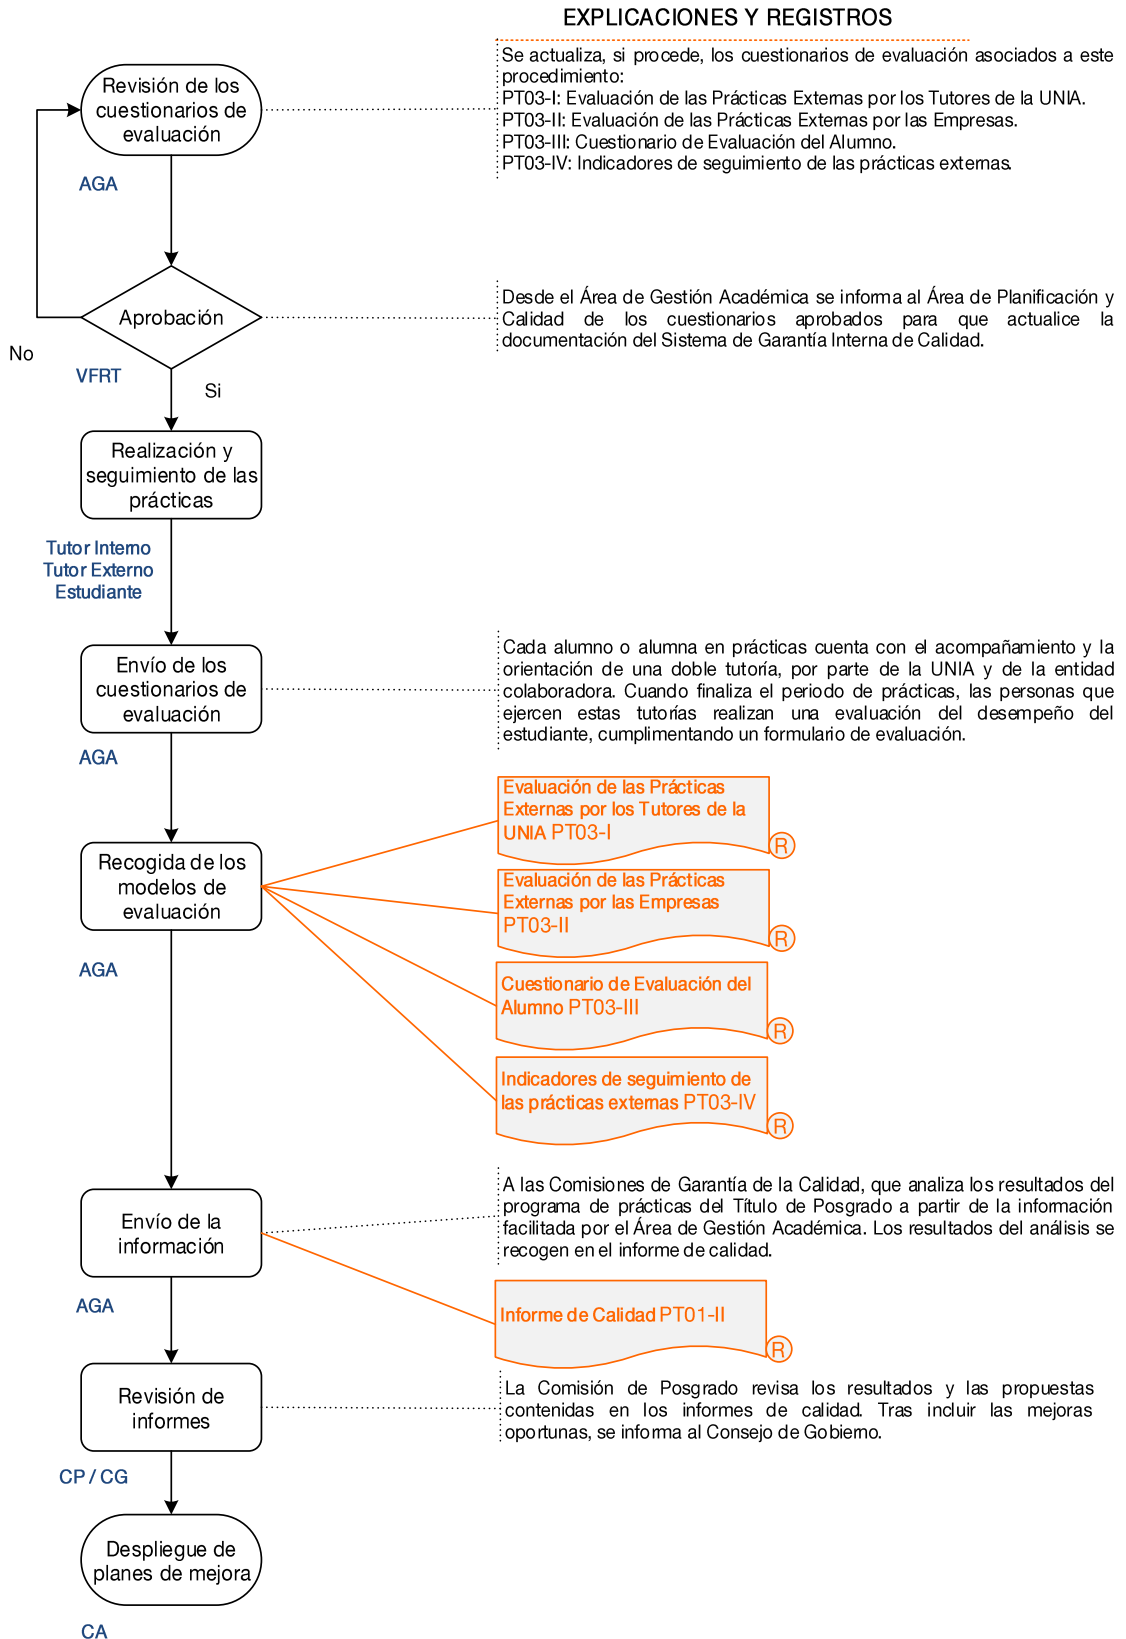 EXPLICACIONES Y REGISTROS
Revisión de los
cuestionarios de
evaluación
AGA
Se actualiza, si procede, los cuestionarios de evaluación asociados a este
procedimiento:
PT03-I: Evaluación de las Prácticas Externas por los Tutores de la UNIA.
PT03-II: Evaluación de las Prácticas Externas por las Empresas.
PT03-III: Cuestionario de Evaluación del Alumno.
PT03-IV: Indicadores de seguimiento de las prácticas externas.
Aprobación
No
VFRT
Si
Desde el Área de Gestión Académica se informa al Área de Planificación y
Calidad de los cuestionarios aprobados para que actualice la
documentación del Sistema de Garantía Interna de Calidad.
Realización y
seguimiento de las
prácticas
Tutor Interno
Tutor Externo
Estudiante
Envío de los
cuestionarios de
evaluación
AGA
Cada alumno o alumna en prácticas cuenta con el acompañamiento y la
orientación de una doble tutoría, por parte de la UNIA y de la entidad
colaboradora. Cuando finaliza el periodo de prácticas, las personas que
ejercen estas tutorías realizan una evaluación del desempeño del
estudiante, cumplimentando un formulario de evaluación.
Recogida de los
modelos de
evaluación
AGA
Evaluación de las Prácticas
Externas por los Tutores de la
UNIA PT03-I
R
Evaluación de las Prácticas
Externas por las Empresas
PT03-II
R
Cuestionario de Evaluación del
Alumno PT03-III
R
Indicadores de seguimiento de
las prácticas externas PT03-IV
R
Envío de la
información
AGA
A las Comisiones de Garantía de la Calidad, que analiza los resultados del
programa de prácticas del Título de Posgrado a partir de la información
facilitada por el Área de Gestión Académica. Los resultados del análisis se
recogen en el informe de calidad.
Informe de Calidad PT01-II
R
Revisión de
informes
CP / CG
La Comisión de Posgrado revisa los resultados y las propuestas
contenidas en los informes de calidad. Tras incluir las mejoras
oportunas, se informa al Consejo de Gobierno.
Despliegue de
planes de mejora
CA